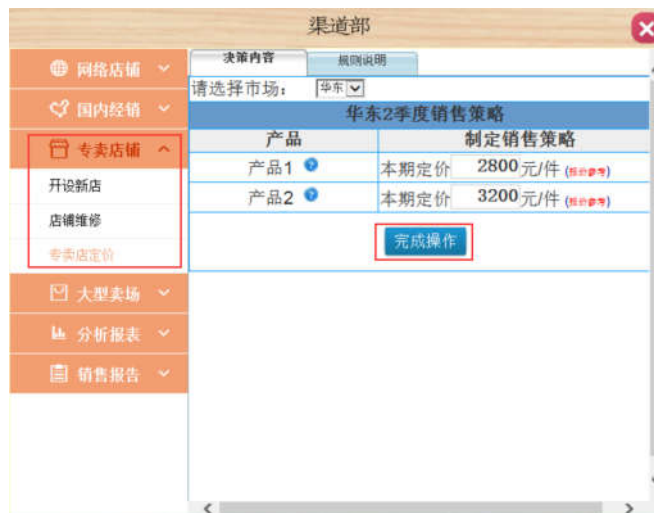 渠道部
网络店铺
国内经销
专卖店铺
开设新店
店铺维修
专卖店定价
大型卖场
分析报表
销售报告
决策内容 规则说明
请选择市场： 华东
华东2季度销售策略
产品 制定销售策略
产品1 本期定价 2800 元/件
产品2 本期定价 3200 元/件
完成操作